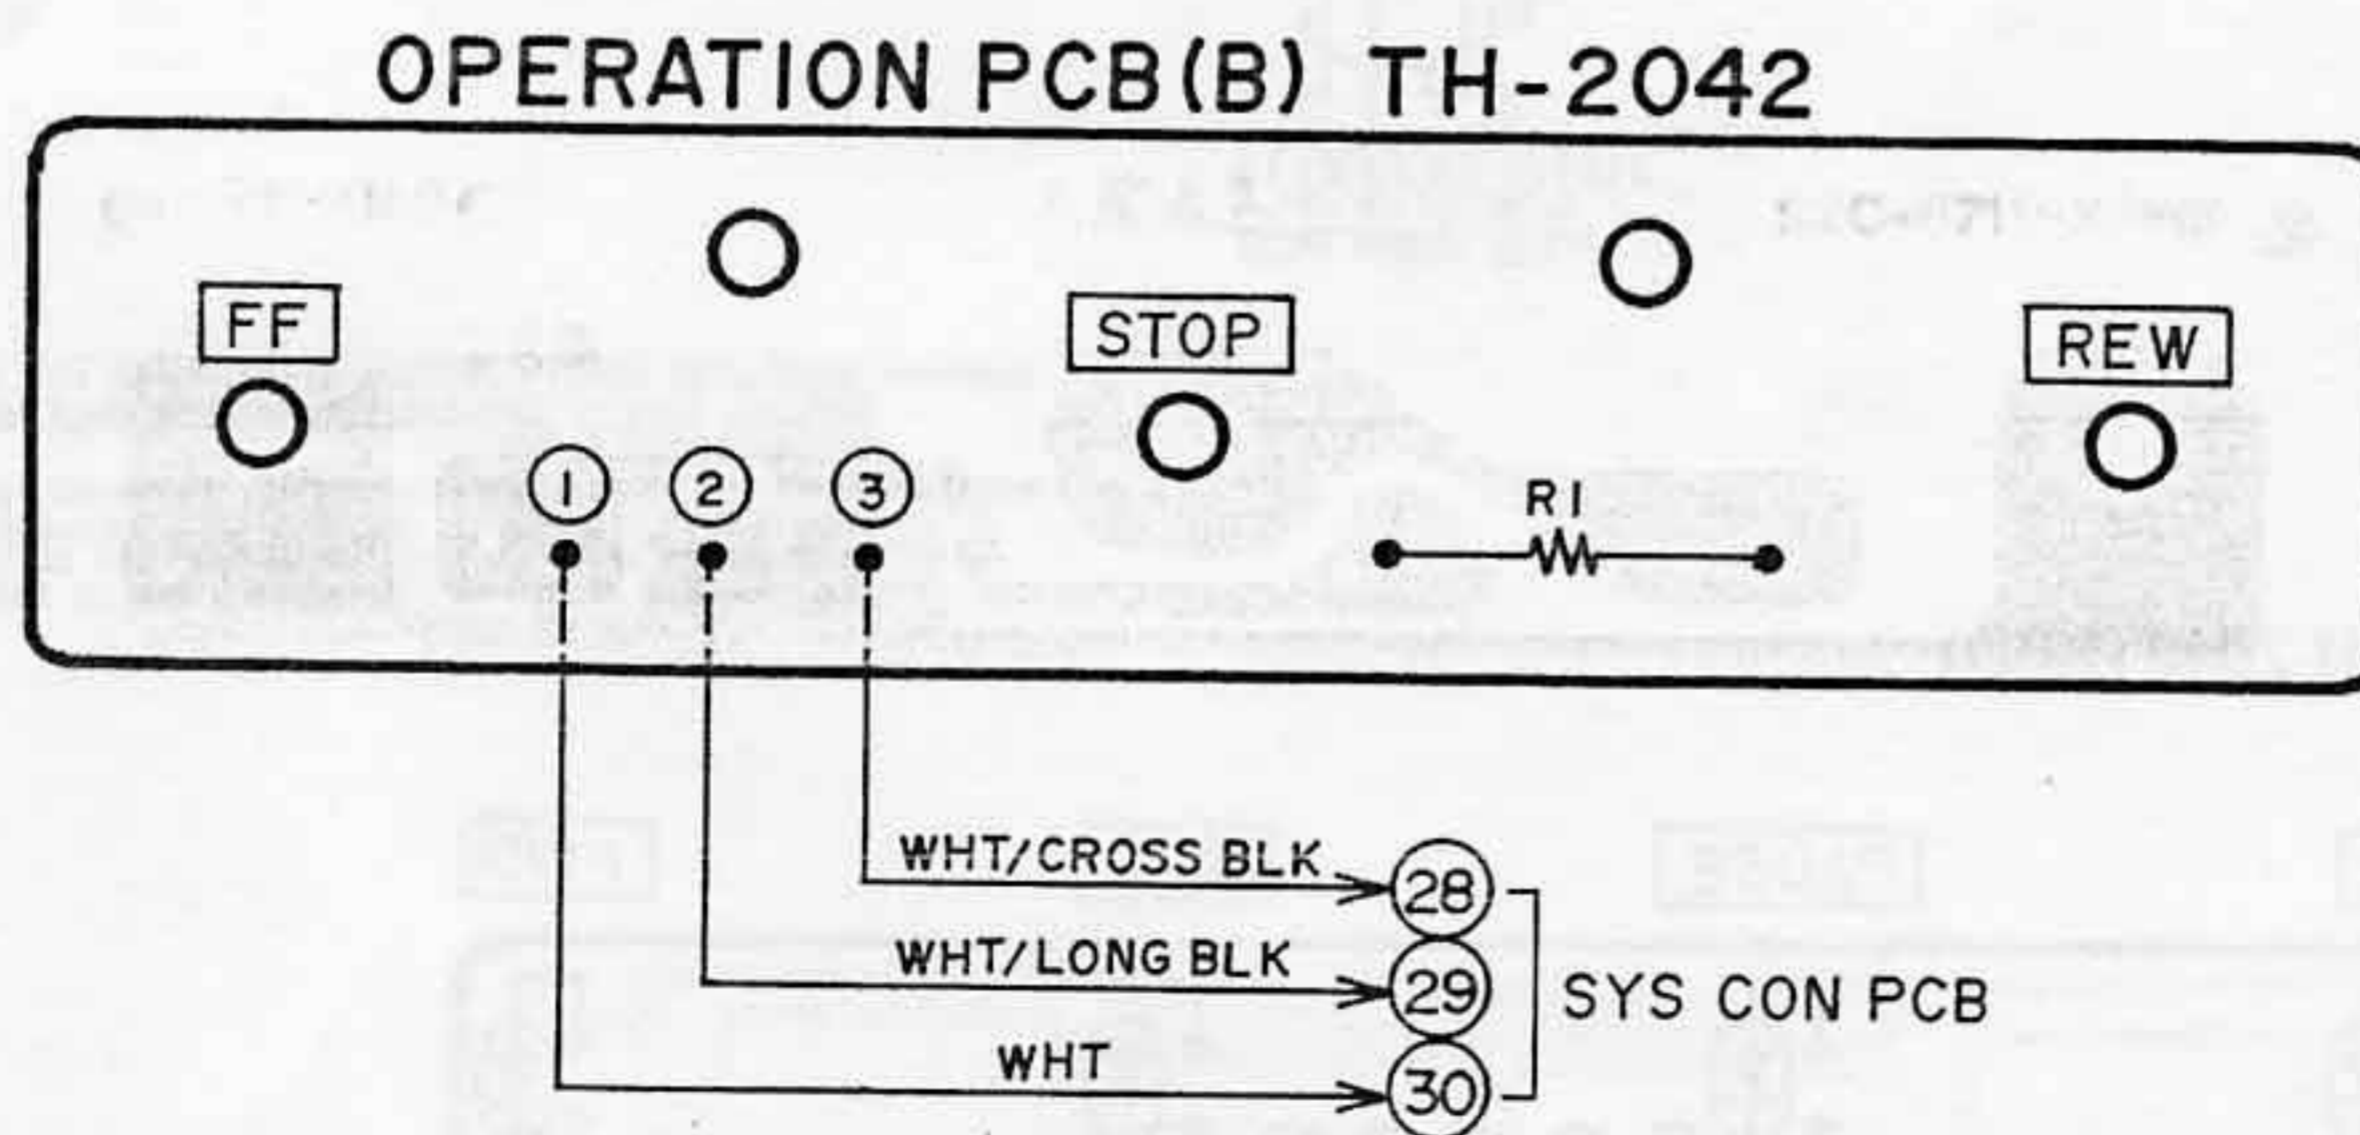 OPERATION PCB(B) TH-2042
FF
STOP
REW
1 2 3
R1
WHT/CROSS BLK 28
WHT/LONG BLK 29
SYS CON PCB
WHT 30